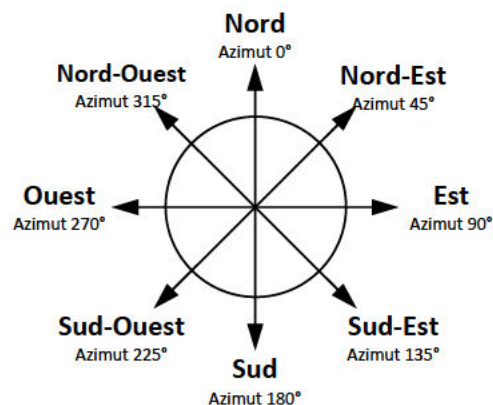 Nord
Azimut 0°
Nord-Ouest
Azimut 315°
Nord-Est
Azimut 45°
Ouest
Azimut 270°
Est
Azimut 90°
Sud-Ouest
Azimut 225°
Sud-Est
Azimut 135°
Sud
Azimut 180°